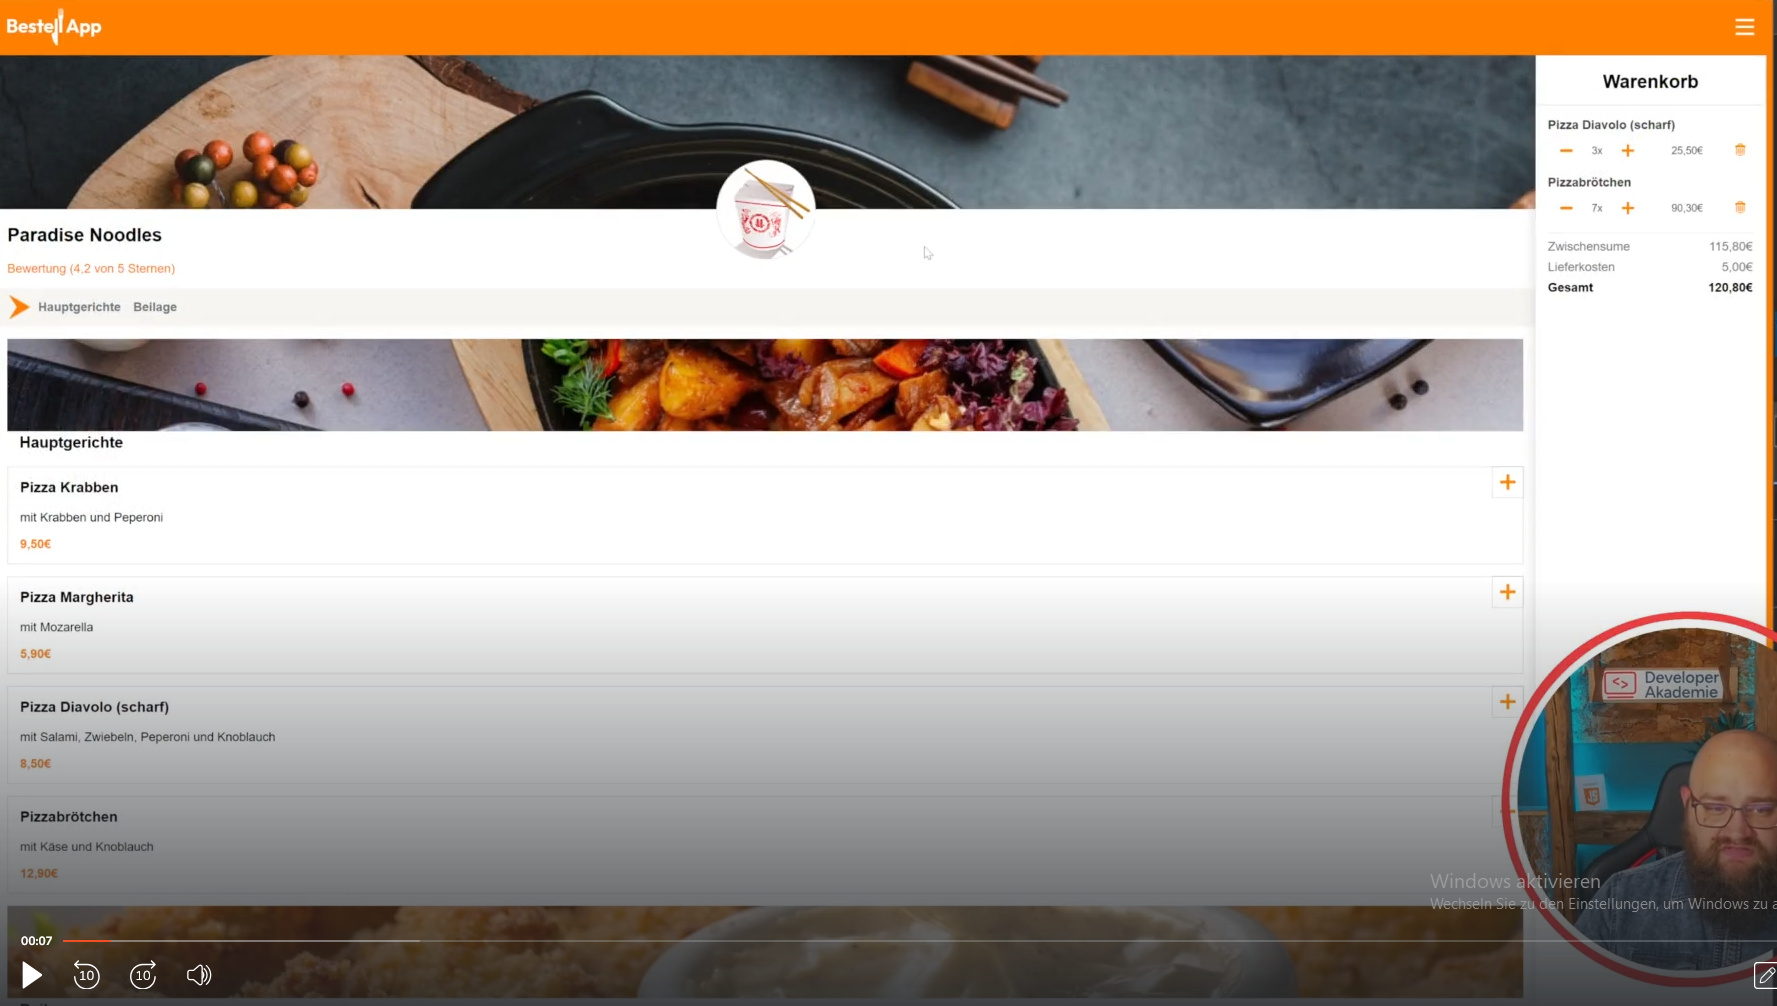 Bestell App
Warenkorb
Pizza Diavolo (scharf)
3x 25,50€
Pizzabrötchen
7x 90,30€
Zwischensume 115,80€
Lieferkosten 5,00€
Gesamt 120,80€
Paradise Noodles
Bewertung (4,2 von 5 Sternen)
Hauptgerichte Beilage
Hauptgerichte
Pizza Krabben
mit Krabben und Peperoni
9,50€
Pizza Margherita
mit Mozarella
5,90€
Pizza Diavolo (scharf)
mit Salami, Zwiebeln, Peperoni und Knoblauch
8,50€
Pizzabrötchen
mit Käse und Knoblauch
12,90€
<> Developer
Akademie
JS
Windows aktivieren
Wechseln Sie zu den Einstellungen, um Windows zu a
00:07
10 10